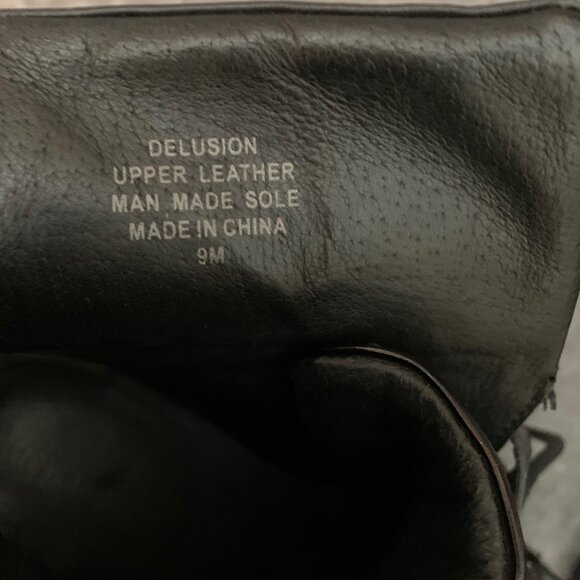 DELUSION
UPPER LEATHER
MAN MADE SOLE
MADE IN CHINA
9M